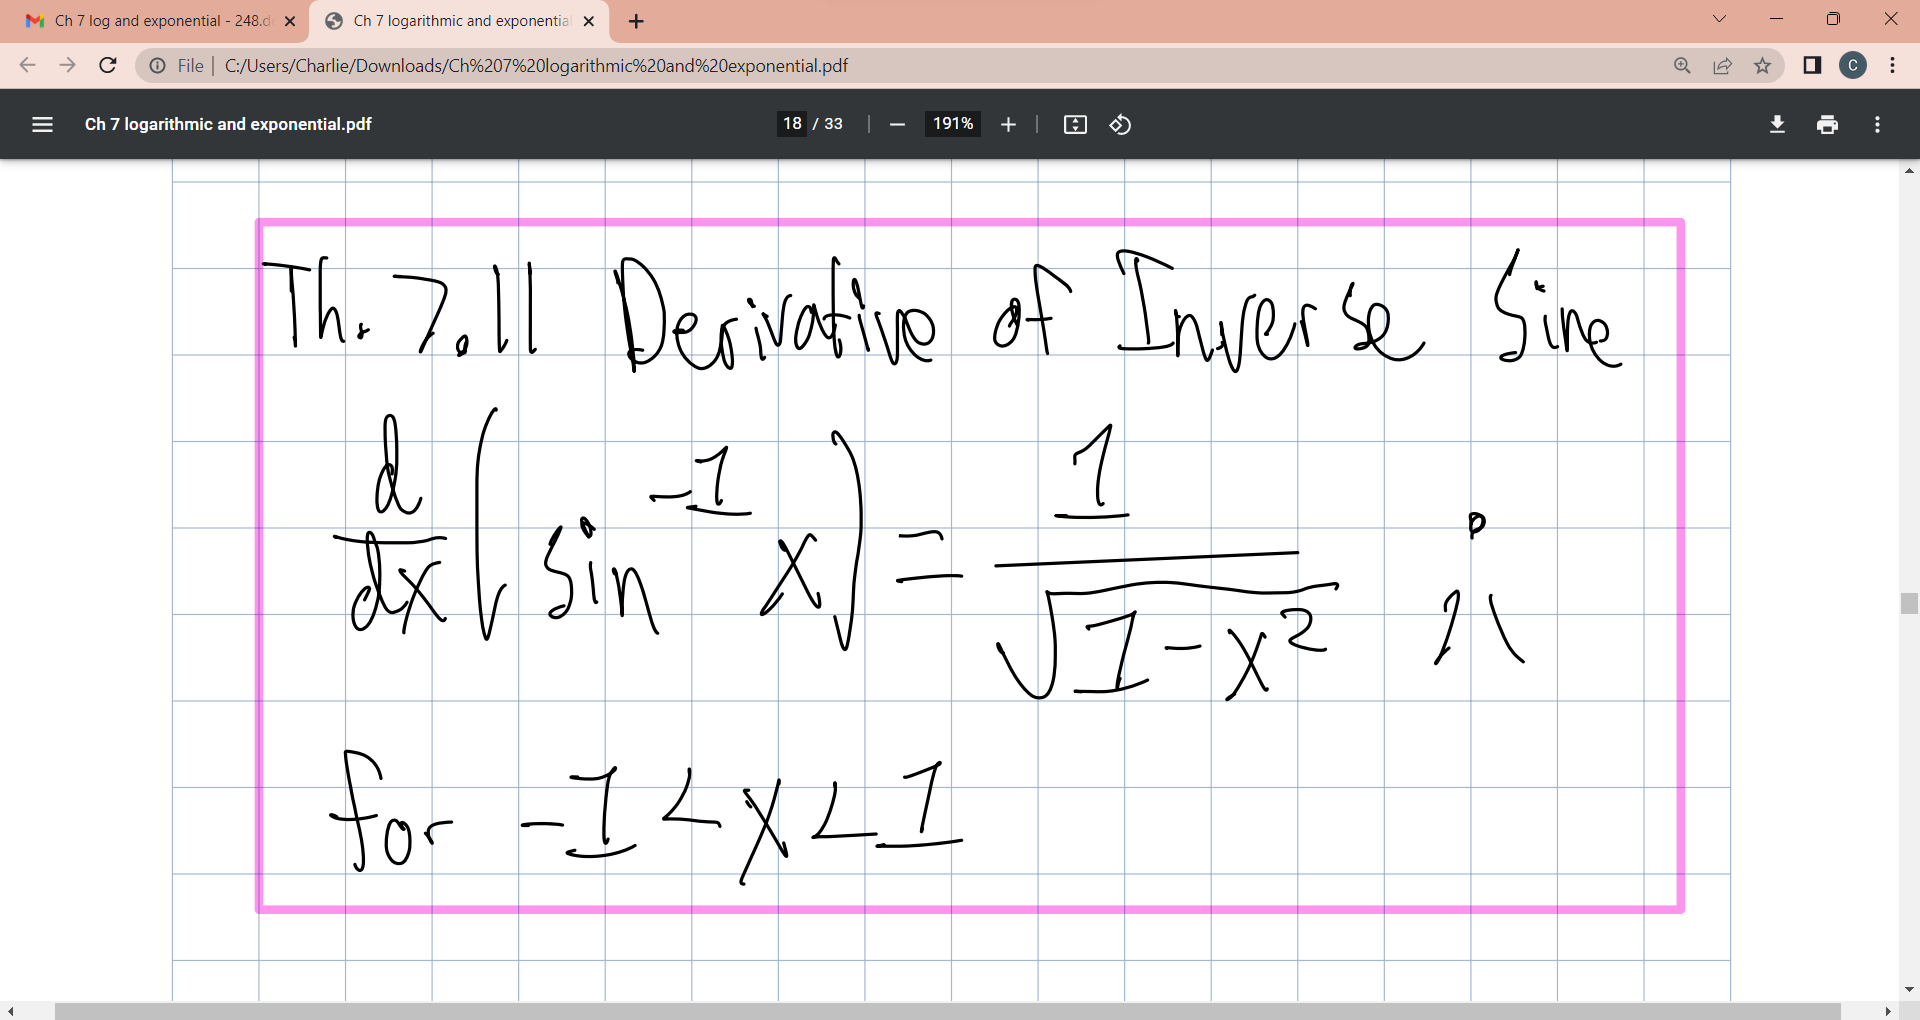 Ch 7 log and exponential - 248.d
Ch 7 logarithmic and exponential
File | C:/Users/Charlie/Downloads/Ch%207%20logarithmic%20and%20exponential.pdf
C
Ch 7 logarithmic and exponential.pdf
18 / 33
191%
Th. 7.11 Derivative of Inverse Sine
d/dx (sin⁻¹ x) = 1/√(1-x²)
for -1 < x < 1